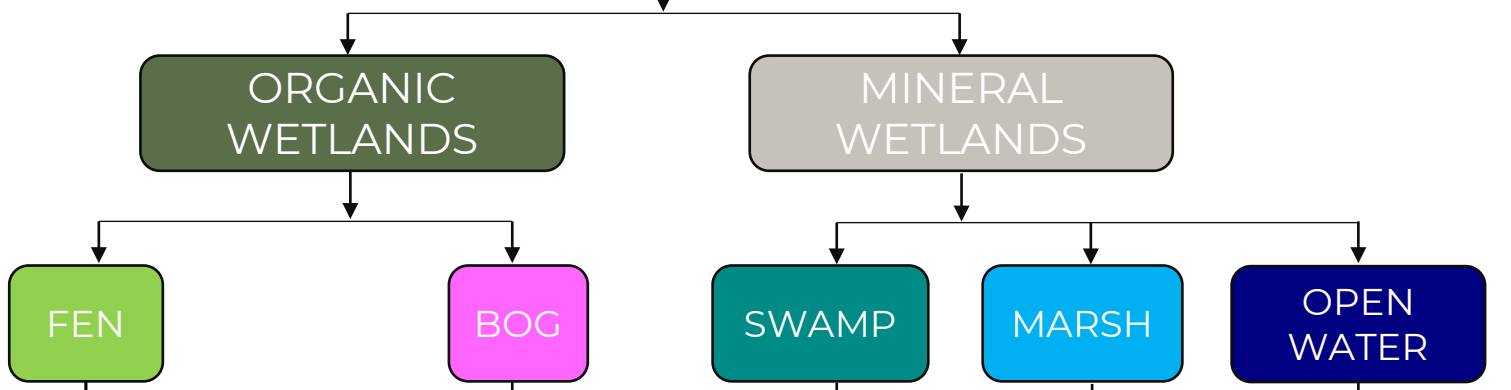 ORGANIC
WETLANDS
MINERAL
WETLANDS
FEN
BOG
SWAMP
MARSH
OPEN
WATER